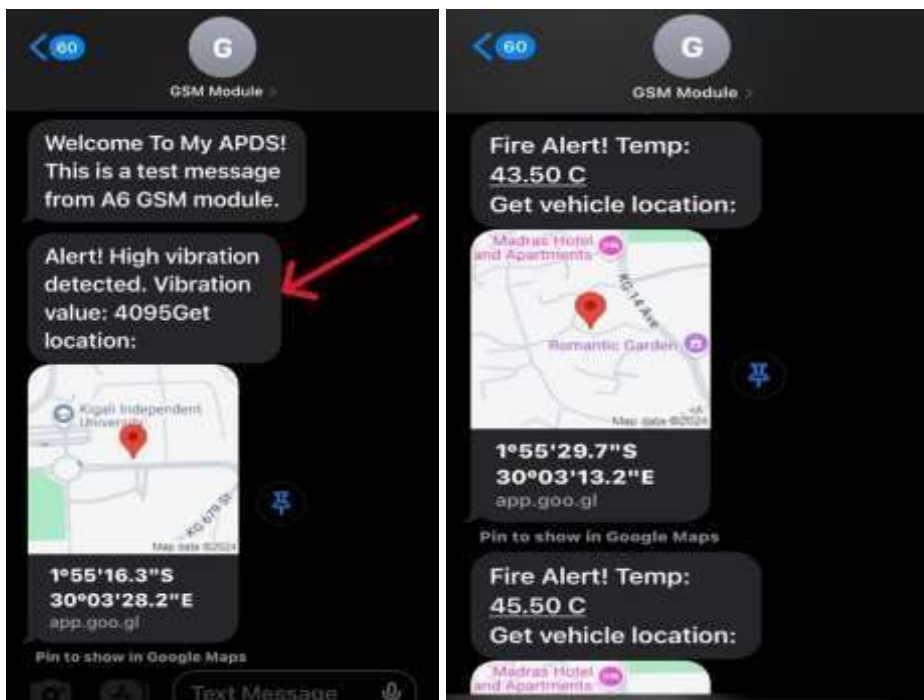 60
G
GSM Module >
Welcome To My APDS!
This is a test message
from A6 GSM module.
Alert! High vibration
detected. Vibration
value: 4095Get
location:
Kigali Independent
University
KG 679 St
Map data ©2024
1°55'16.3"S
30°03'28.2"E
app.goo.gl
Pin to show in Google Maps
Text Message
60
G
GSM Module >
Fire Alert! Temp:
43.50 C
Get vehicle location:
Madras Hotel
and Apartments
KG 14 Ave
Romantic Garden
Map data ©2024
1°55'29.7"S
30°03'13.2"E
app.goo.gl
Pin to show in Google Maps
Fire Alert! Temp:
45.50 C
Get vehicle location:
Madras Hotel
and Apartments